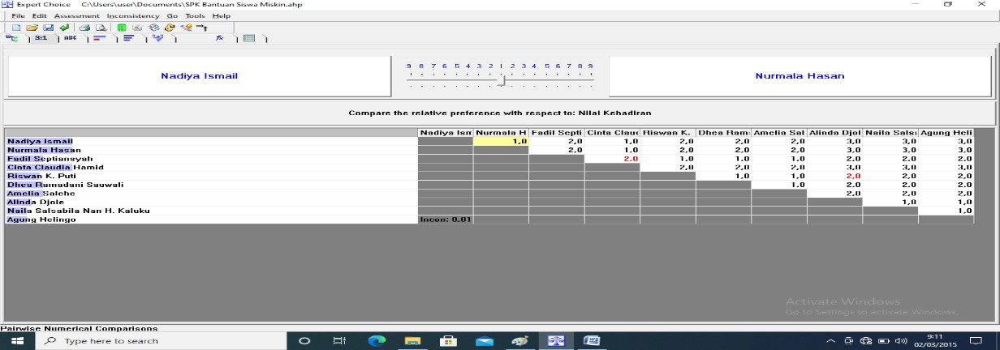 Expert Choice C:\Users\user\Documents\SPK Bantuan Siswa Miskin.ahp
File Edit Assessment Inconsistency Go Tools Help
3:1 ABC
9 8 7 6 5 4 3 2 1 2 3 4 5 6 7 8 9
Nadiya Ismail Nurmala Hasan
Compare the relative preference with respect to: Nilai Kehadiran
Nadiya Isn Nurmala H Fadil Septi Cinta Clauc Riswan K. Dhea Ram Amelia Sal Alinda Djol Naila Sals Agung Heli
Nadiya Ismail 1,0 2,0 1,0 2,0 2,0 2,0 3,0 3,0 3,0
Nurmala Hasan 2,0 1,0 2,0 2,0 2,0 3,0 3,0 3,0
Fadil Septiansyah 2,0 1,0 1,0 1,0 2,0 2,0 2,0
Cinta Claudia Hamid 2,0 2,0 2,0 3,0 3,0 3,0
Riswan K. Puti 1,0 1,0 2,0 2,0 2,0
Dhea Ramadani Sauwali 1,0 2,0 2,0 2,0
Amelia Salehe 2,0 2,0 2,0
Alinda Djole 1,0 1,0
Naila Salsabila Nan H. Kaluku 1,0
Agung Helingo Incon: 0,01
Activate Windows
Go to Settings to activate Windows.
Pairwise Numerical Comparisons
Type here to search
9:11
02/03/2015